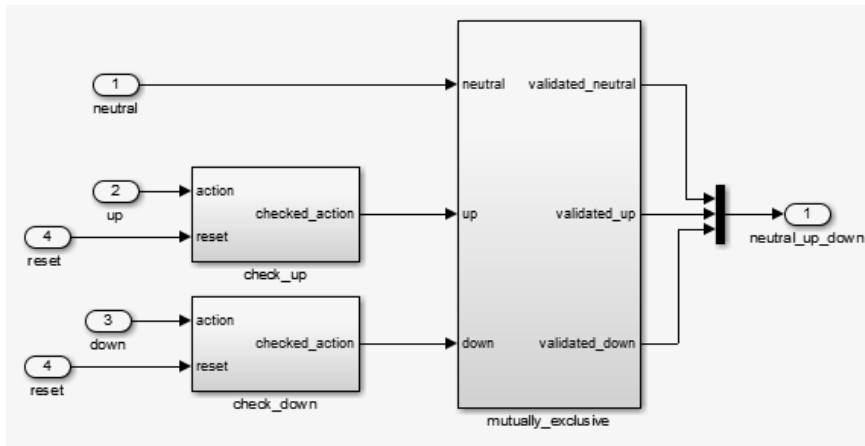 neutral validated_neutral
1
neutral
2
up
action
checked_action
up validated_up
1
neutral_up_down
4
reset
reset
check_up
3
down
action
checked_action
down validated_down
4
reset
reset
check_down
mutually_exclusive